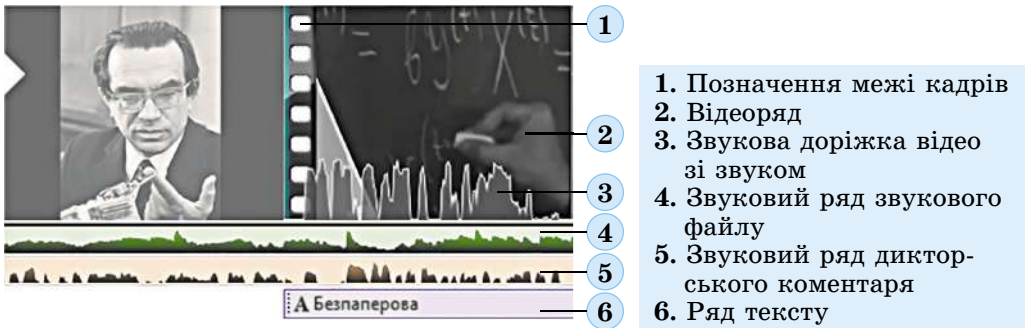 1
2
3
4
5
6
А Безпаперова
1. Позначення межі кадрів
2. Відеоряд
3. Звукова доріжка відео
зі звуком
4. Звуковий ряд звукового
файлу
5. Звуковий ряд диктор-
ського коментаря
6. Ряд тексту